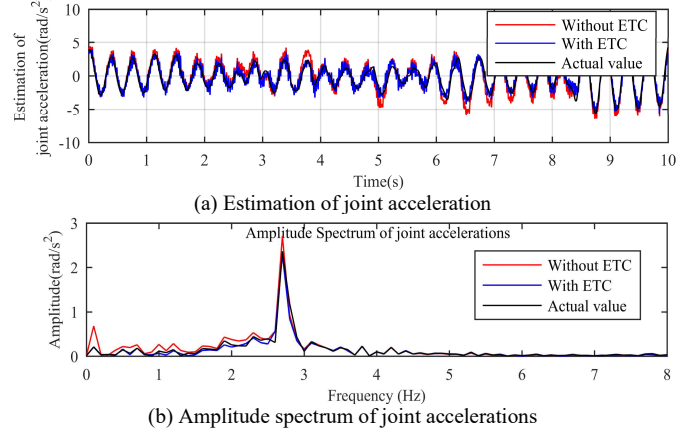 Estimation of
joint acceleration(rad/s²
10
5
0
-5
-10
Without ETC
With ETC
Actual value
0 1 2 3 4 5 6 7 8 9 10
Time(s)
(a) Estimation of joint acceleration
Amplitude(rad/s²)
3
2
1
0
Amplitude Spectrum of joint accelerations
Without ETC
With ETC
Actual value
0 1 2 3 4 5 6 7 8
Frequency (Hz)
(b) Amplitude spectrum of joint accelerations